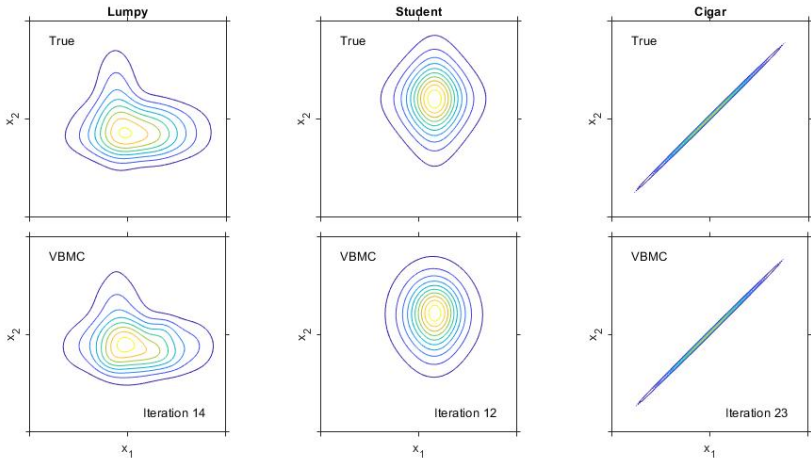 Lumpy
Student
Cigar
True
True
True
x2
x2
x2
VBMC
VBMC
VBMC
x2
x2
x2
Iteration 14
Iteration 12
Iteration 23
x1
x1
x1